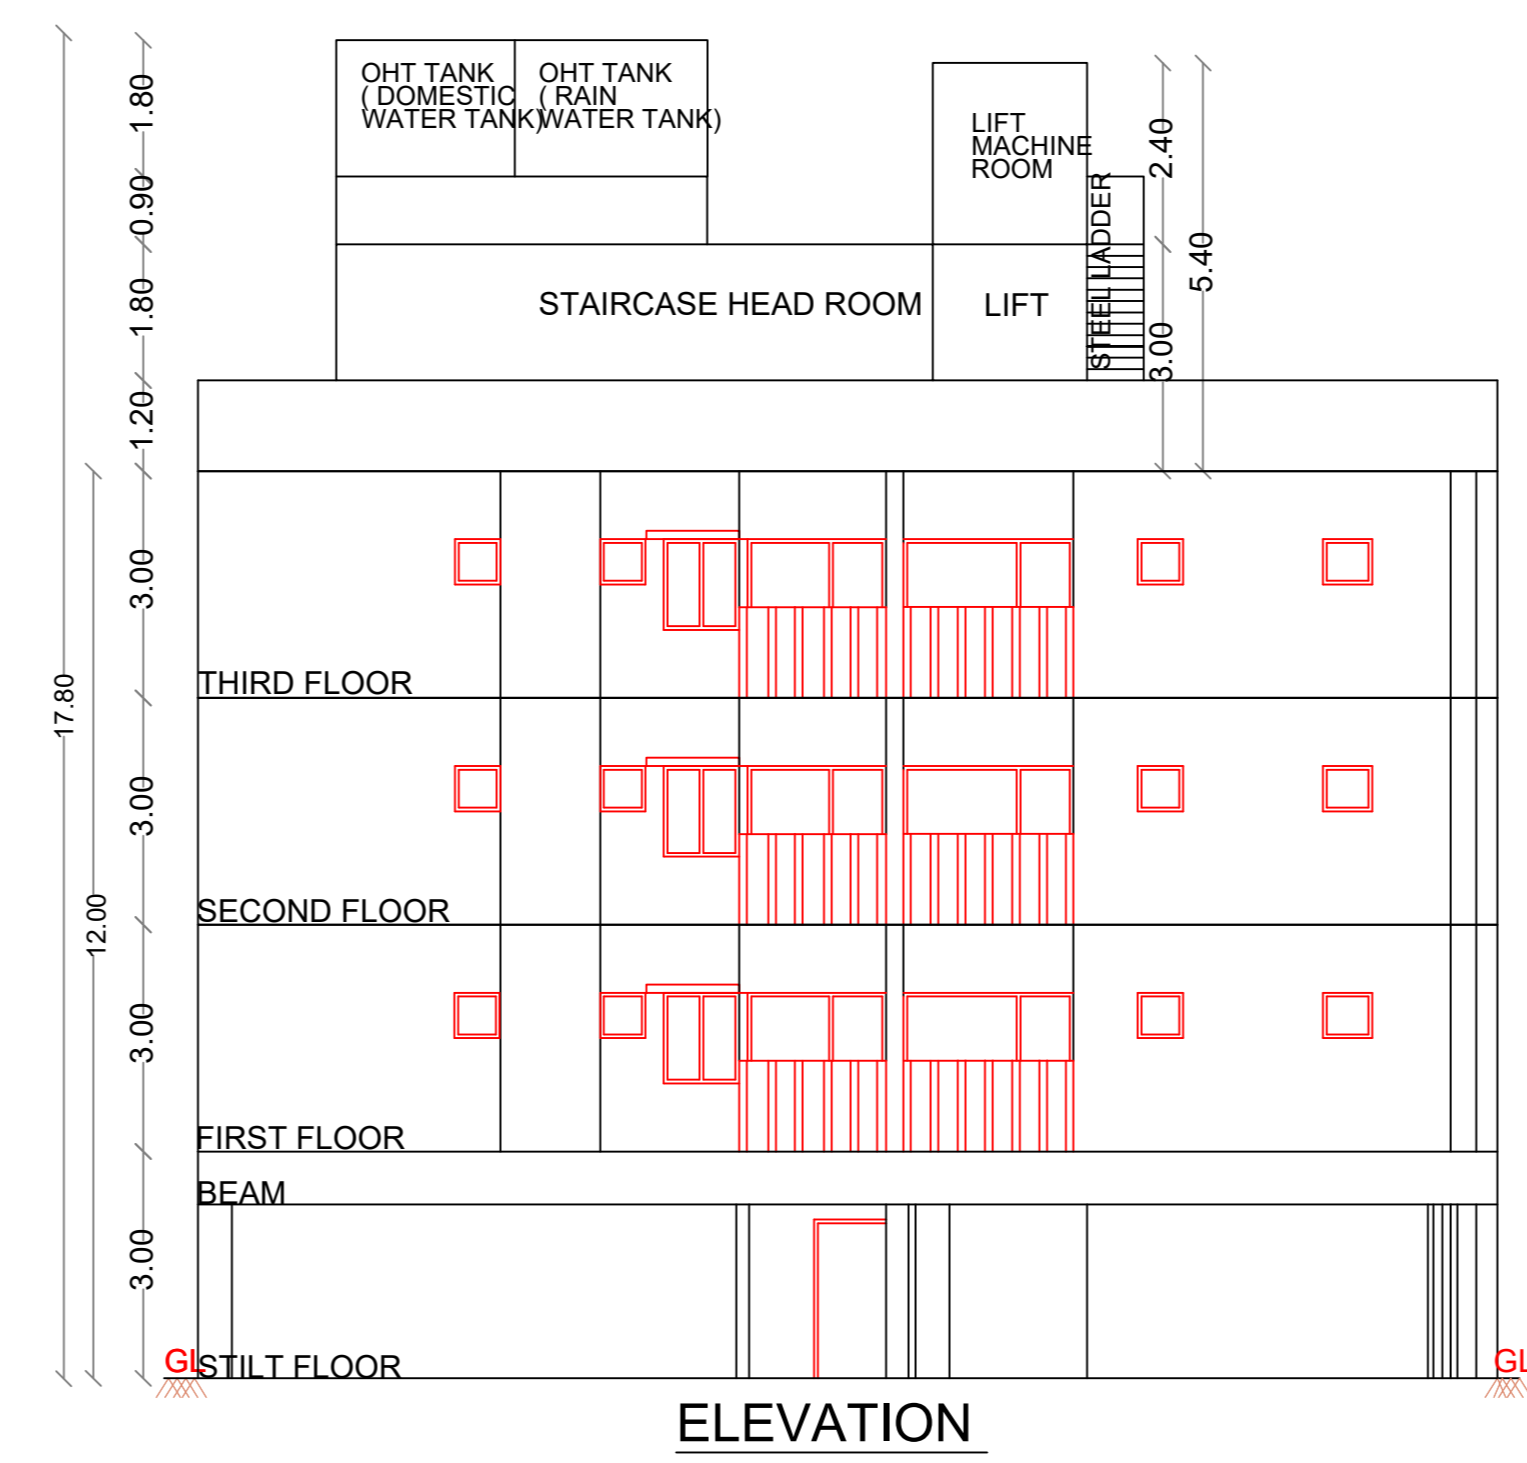 OHT TANK
( DOMESTIC
WATER TANK)
OHT TANK
( RAIN
WATER TANK)
LIFT
MACHINE
ROOM
STEEL LADDER
STAIRCASE HEAD ROOM
LIFT
1.80
0.90
1.80
1.20
3.00
3.00
3.00
3.00
17.80
12.00
2.40
3.00
5.40
THIRD FLOOR
SECOND FLOOR
FIRST FLOOR
BEAM
GL
STILT FLOOR
GL
ELEVATION